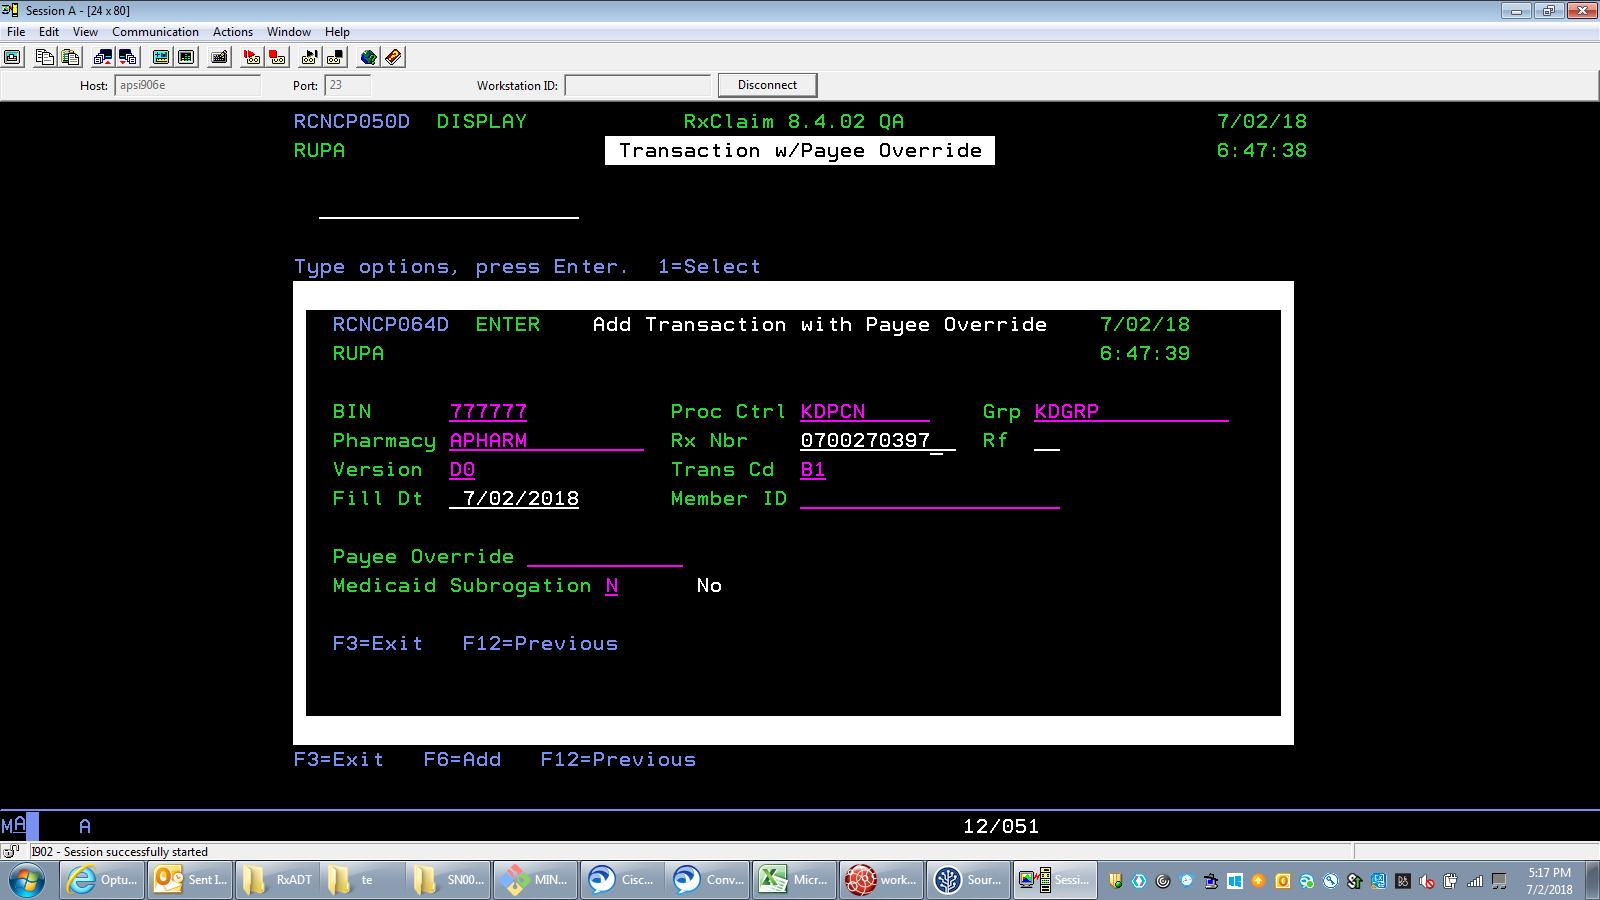 Session A - [24 x 80]
File Edit View Communication Actions Window Help
Host: apsi906e Port: 23 Workstation ID: Disconnect
RCNCP050D DISPLAY RxClaim 8.4.02 QA 7/02/18
RUPA Transaction w/Payee Override 6:47:38
Type options, press Enter. 1=Select
RCNCP064D ENTER Add Transaction with Payee Override 7/02/18
RUPA 6:47:39
BIN 777777 Proc Ctrl KDPCN Grp KDGRP
Pharmacy APHARM Rx Nbr 0700270397 Rf
Version D0 Trans Cd B1
Fill Dt 7/02/2018 Member ID
Payee Override
Medicaid Subrogation N No
F3=Exit F12=Previous
F3=Exit F6=Add F12=Previous
MA A 12/051
I902 - Session successfully started
Optu... Sent I... RxADT te SN00... MIN... Cisc... Conv... Micr... work... Sour... Sessi... 5:17 PM
7/2/2018